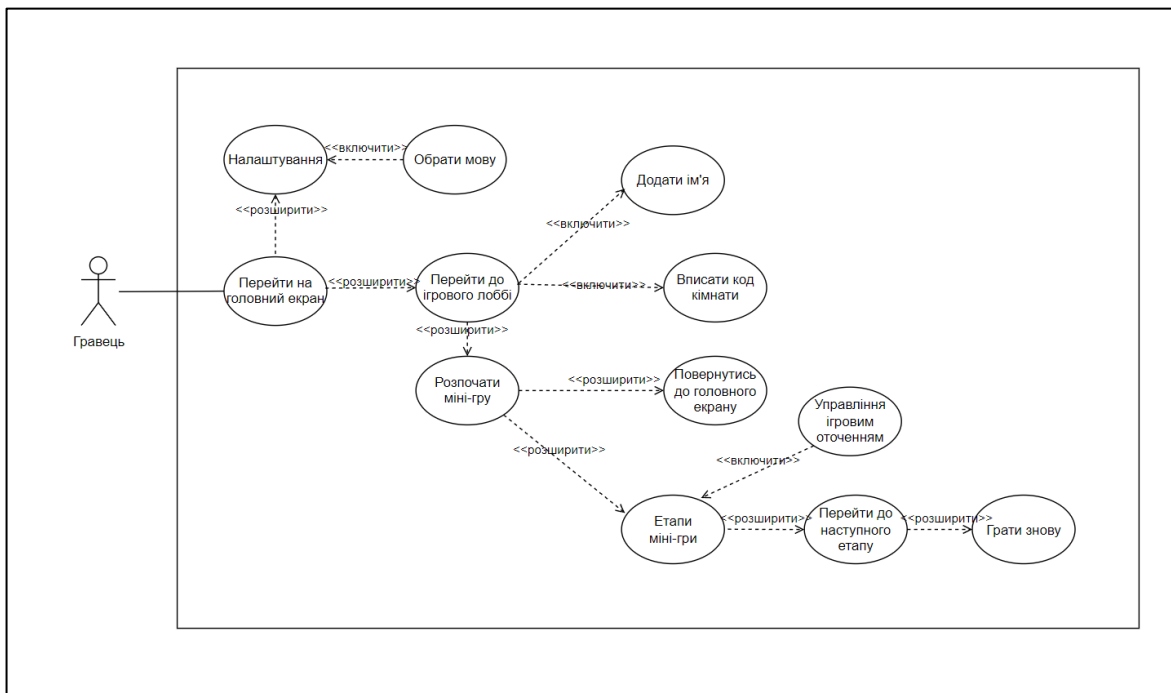 <<включити>>
Налаштування
Обрати мову
Додати ім'я
<<розширити>>
<<включити>>
Перейти на
головний екран
<<розширити>>
Перейти до
ігрового лоббі
<<включити>>
Вписати код
кімнати
Гравець
<<розширити>>
Розпочати
міні-гру
<<розширити>>
Повернутись
до головного
екрану
Управління
ігровим
оточенням
<<розширити>>
<<включити>>
Етапи
міні-гри
<<розширити>>
Перейти до
наступного
етапу
<<розширити>>
Грати знову